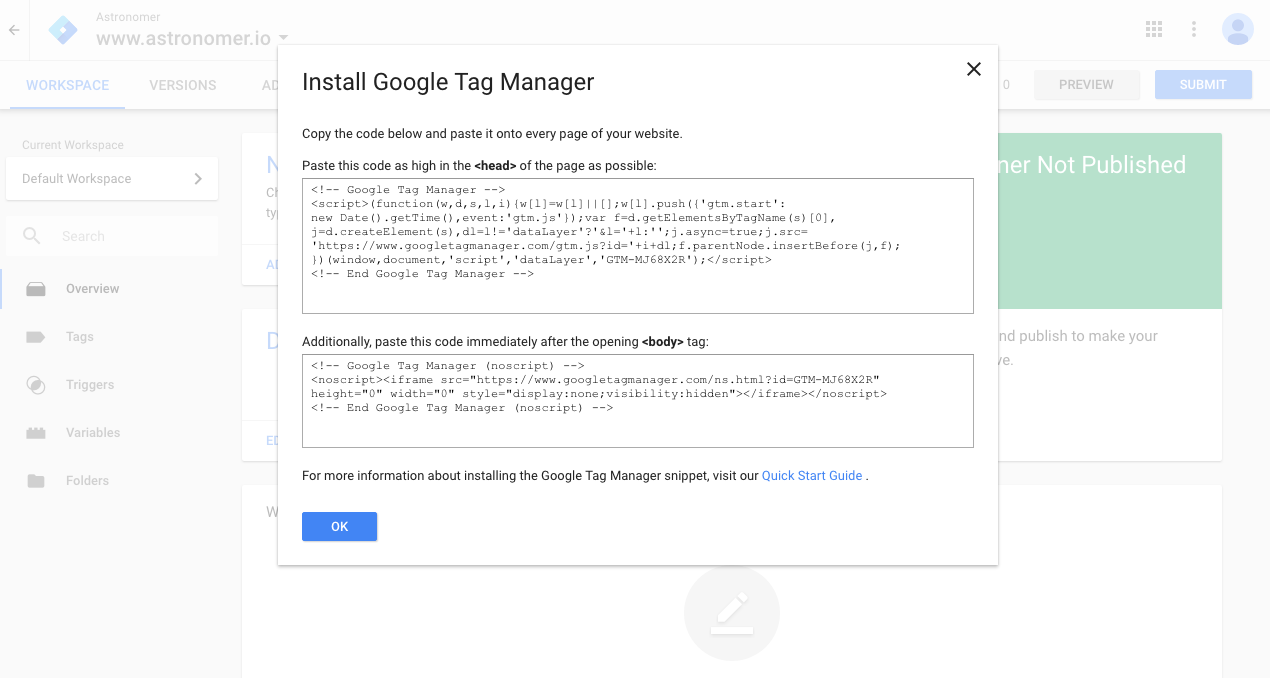 Astronomer
www.astronomer.io
WORKSPACE
VERSIONS
AD
0
PREVIEW
SUBMIT
Install Google Tag Manager
Copy the code below and paste it onto every page of your website.
Paste this code as high in the <head> of the page as possible:
<!-- Google Tag Manager -->
<script>(function(w,d,s,l,i){w[l]=w[l]||[];w[l].push({'gtm.start':
new Date().getTime(),event:'gtm.js'});var f=d.getElementsByTagName(s)[0],
j=d.createElement(s),dl=l!='dataLayer'?'&l='+l:'';j.async=true;j.src=
'https://www.googletagmanager.com/gtm.js?id='+i+dl;f.parentNode.insertBefore(j,f);
})(window,document,'script','dataLayer','GTM-MJ68X2R');</script>
<!-- End Google Tag Manager -->
Additionally, paste this code immediately after the opening <body> tag:
<!-- Google Tag Manager (noscript) -->
<noscript><iframe src="https://www.googletagmanager.com/ns.html?id=GTM-MJ68X2R"
height="0" width="0" style="display:none;visibility:hidden"></iframe></noscript>
<!-- End Google Tag Manager (noscript) -->
For more information about installing the Google Tag Manager snippet, visit our Quick Start Guide .
OK
Current Workspace
Default Workspace
Search
Overview
Tags
Triggers
Variables
Folders
N
Ch
typ
AD
D
ED
W
ner Not Published
nd publish to make your
ve.